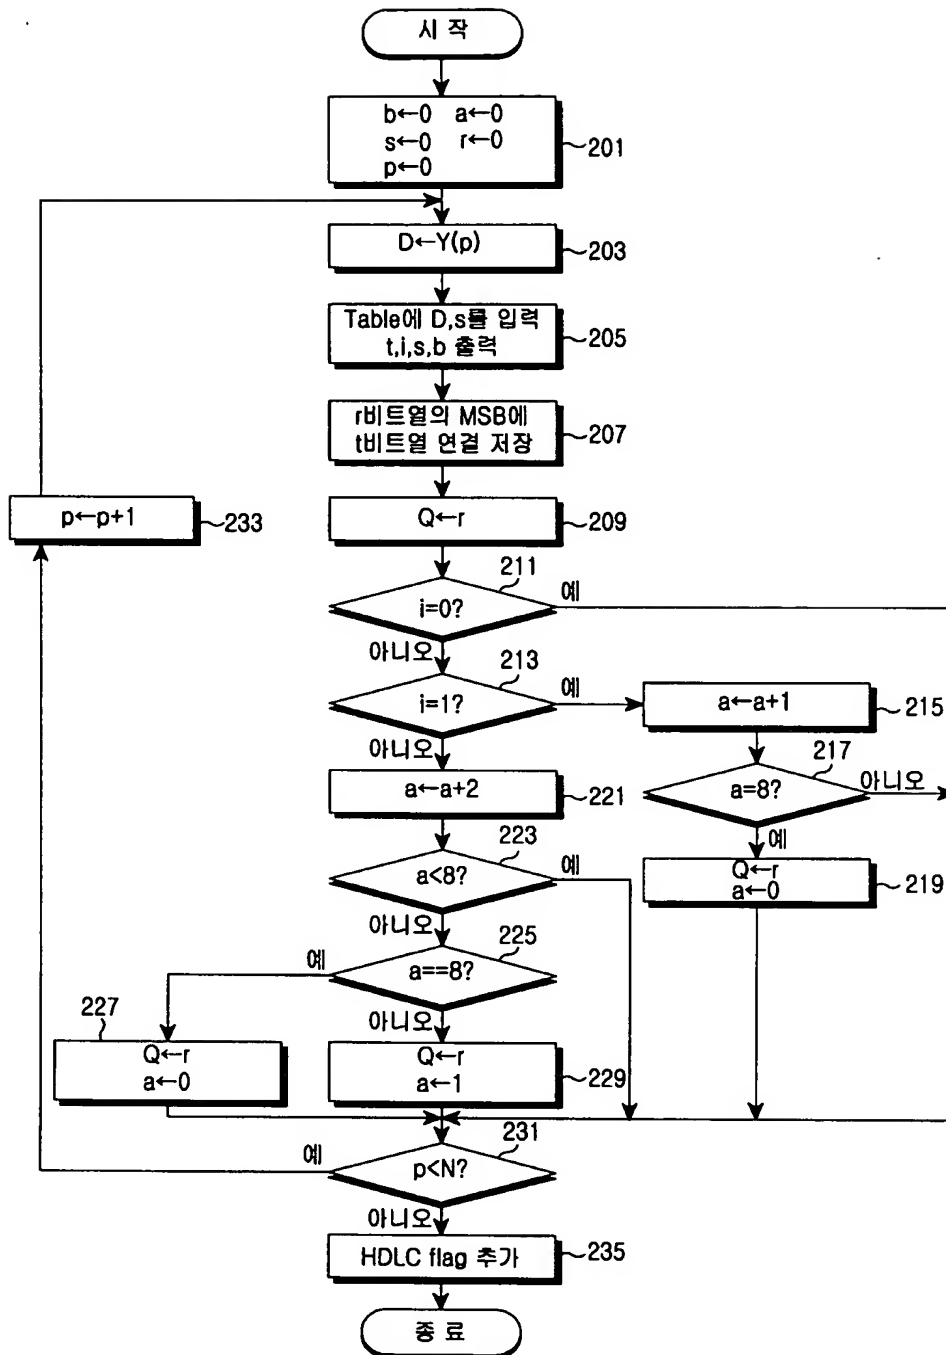 시 작
b←0 a←0
s←0 r←0
p←0
201
D←Y(p)
203
Table에 D,s를 입력
t,i,s,b 출력
205
r비트열의 MSB에
t비트열 연결 저장
207
p←p+1
233
Q←r
209
211
i=0?
예
아니오
213
i=1?
예
a←a+1
215
아니오
217
a=8?
아니오
a←a+2
221
예
223
a<8?
예
Q←r
a←0
219
아니오
225
a==8?
예
227
아니오
Q←r
a←0
Q←r
a←1
229
231
예
p<N?
아니오
HDLC flag 추가
235
종 료